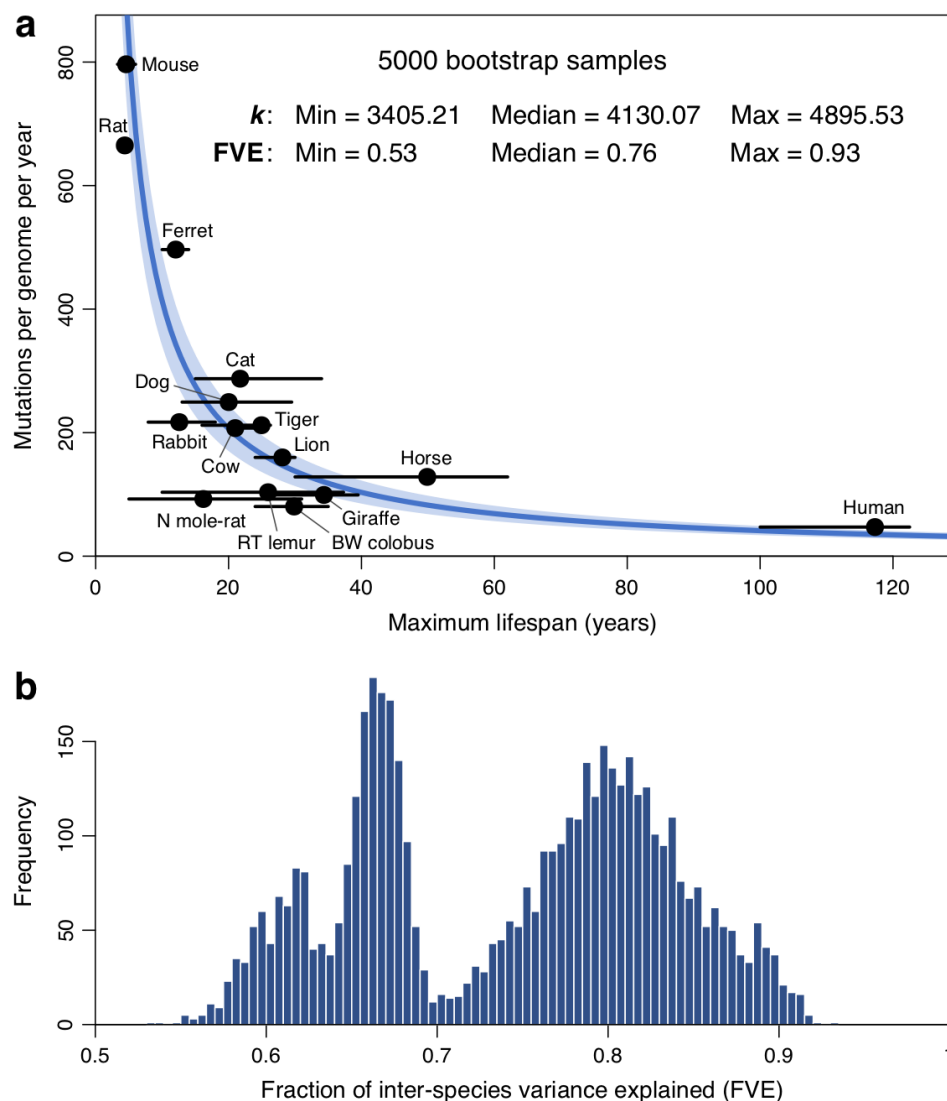 a
5000 bootstrap samples
k: Min = 3405.21 Median = 4130.07 Max = 4895.53
FVE: Min = 0.53 Median = 0.76 Max = 0.93
Mutations per genome per year
800
600
400
200
0
Mouse
Rat
Ferret
Cat
Dog
Tiger
Rabbit
Cow
Lion
Horse
N mole-rat
Giraffe
Human
RT lemur
BW colobus
0 20 40 60 80 100 120
Maximum lifespan (years)
b
Frequency
150
100
50
0
0.5 0.6 0.7 0.8 0.9 1
Fraction of inter-species variance explained (FVE)